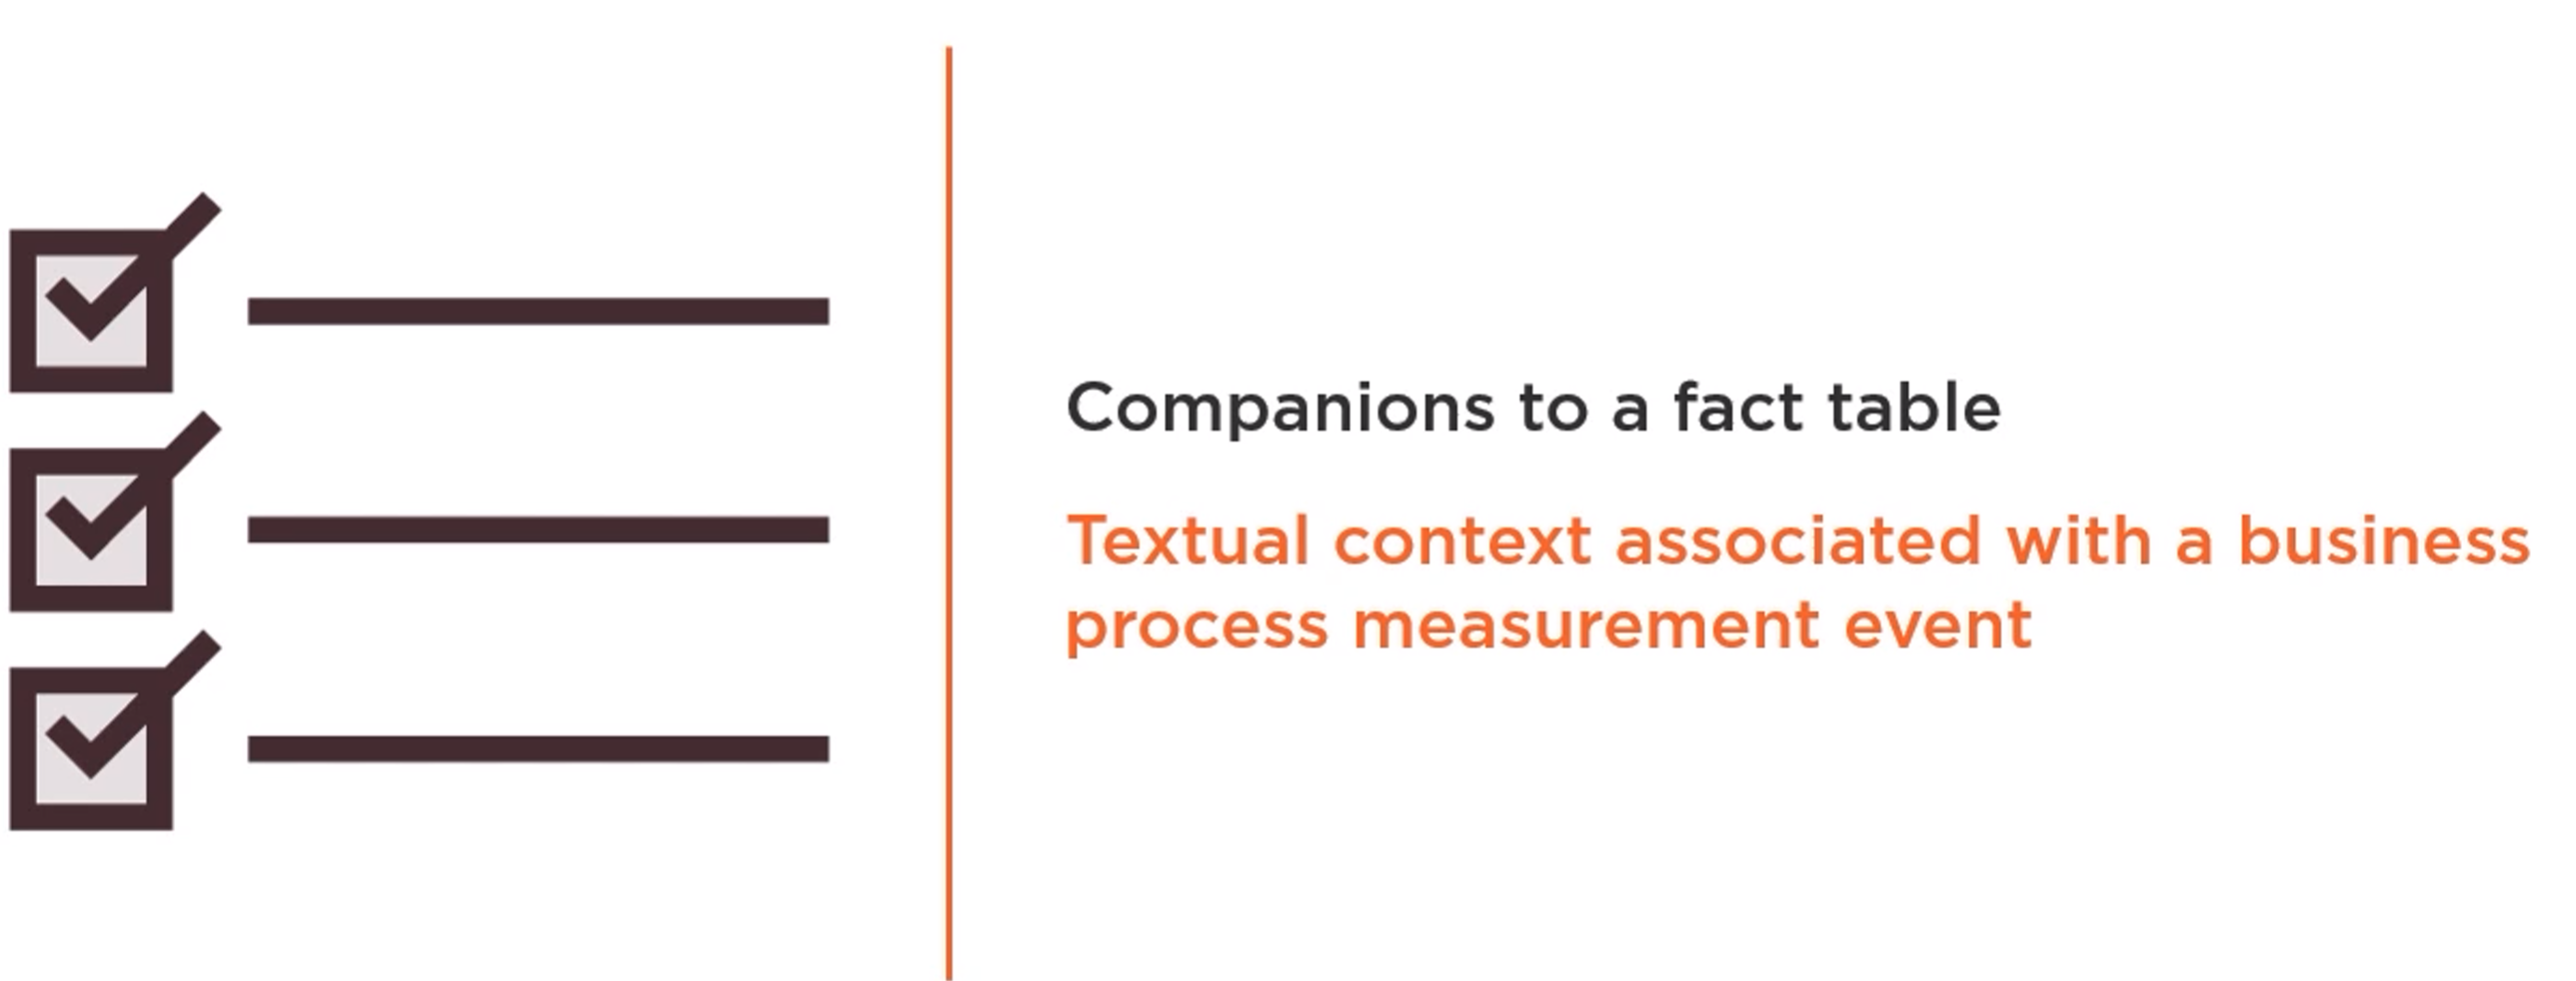 Companions to a fact table
Textual context associated with a business
process measurement event